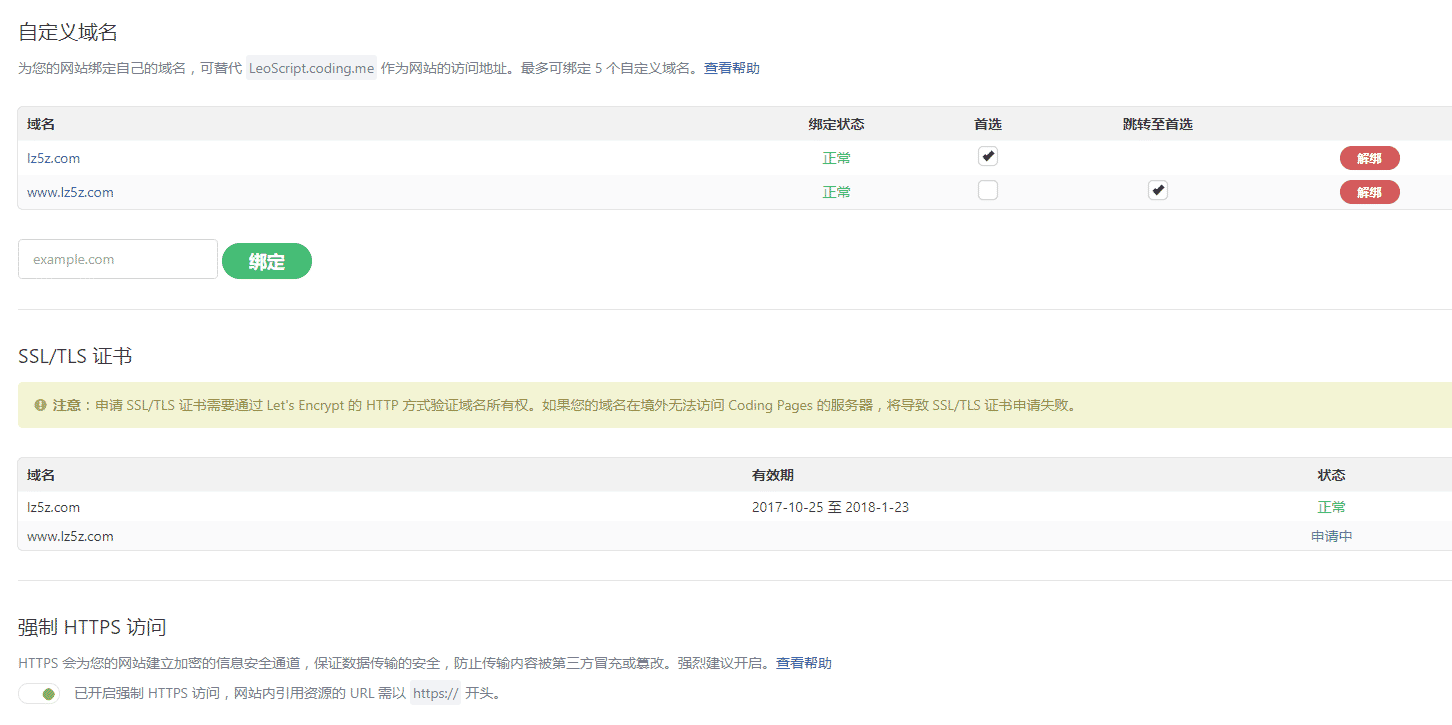 自定义域名
为您的网站绑定自己的域名，可替代 LeoScript.coding.me 作为网站的访问地址。最多可绑定 5 个自定义域名。查看帮助
域名 绑定状态 首选 跳转至首选
lz5z.com 正常 解绑
www.lz5z.com 正常 解绑
example.com 绑定
SSL/TLS 证书
注意：申请 SSL/TLS 证书需要通过 Let's Encrypt 的 HTTP 方式验证域名所有权。如果您的域名在境外无法访问 Coding Pages 的服务器，将导致 SSL/TLS 证书申请失败。
域名 有效期 状态
lz5z.com 2017-10-25 至 2018-1-23 正常
www.lz5z.com 申请中
强制 HTTPS 访问
HTTPS 会为您的网站建立加密的信息安全通道，保证数据传输的安全，防止传输内容被第三方冒充或篡改。强烈建议开启。查看帮助
已开启强制 HTTPS 访问，网站内引用资源的 URL 需以 https:// 开头。